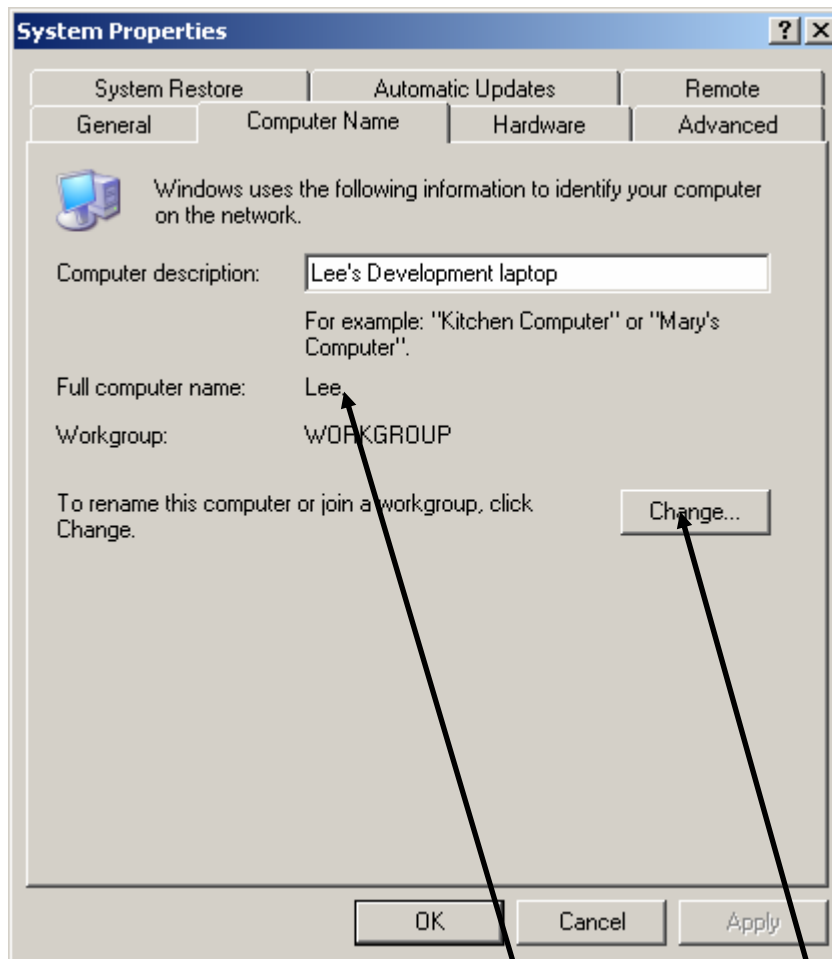 System Properties
System Restore Automatic Updates Remote
General Computer Name Hardware Advanced
Windows uses the following information to identify your computer
on the network.
Computer description: Lee's Development laptop
For example: "Kitchen Computer" or "Mary's
Computer".
Full computer name: Lee.
Workgroup: WORKGROUP
To rename this computer or join a workgroup, click
Change.
Change...
OK Cancel Apply